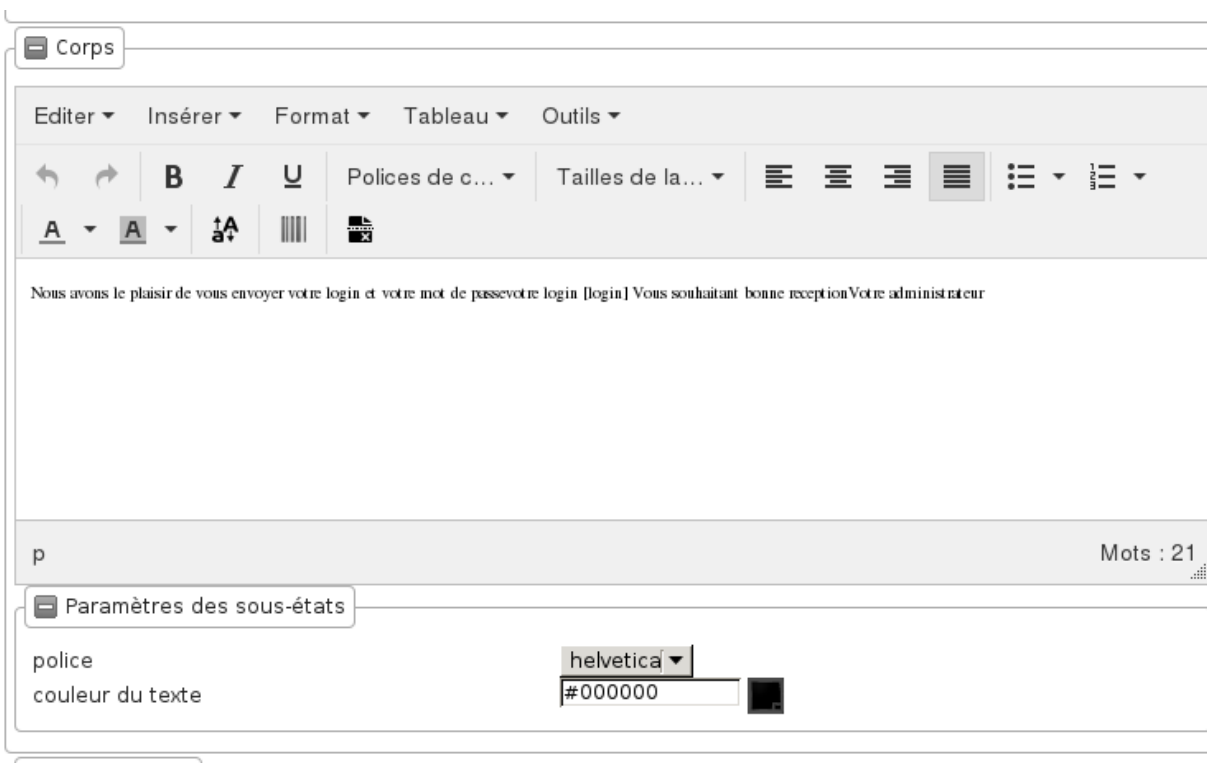 Corps
Editer Insérer Format Tableau Outils
B I U Polices de c... Tailles de la...
A A
Nous avons le plaisir de vous envoyer votre login et votre mot de passevotre login [login] Vous souhaitant bonne receptionVotre administrateur
p Mots : 21
Paramètres des sous-états
police helvetica
couleur du texte #000000